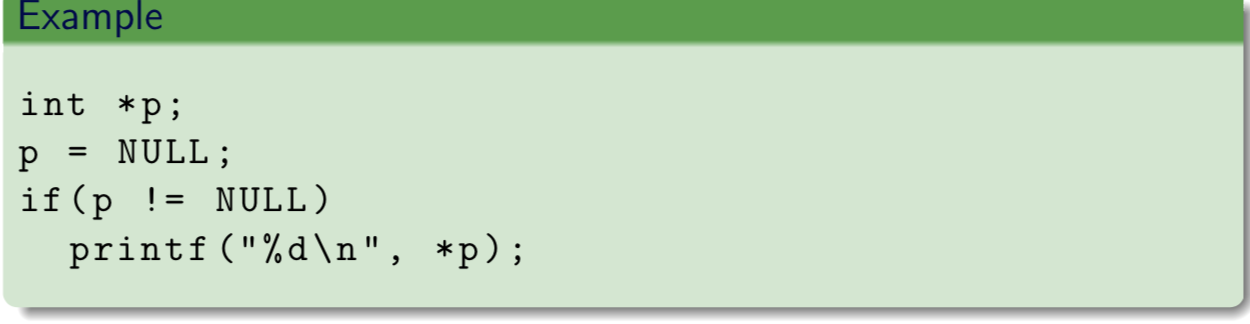 Example
int *p;
p = NULL;
if(p != NULL)
  printf("%d\n", *p);